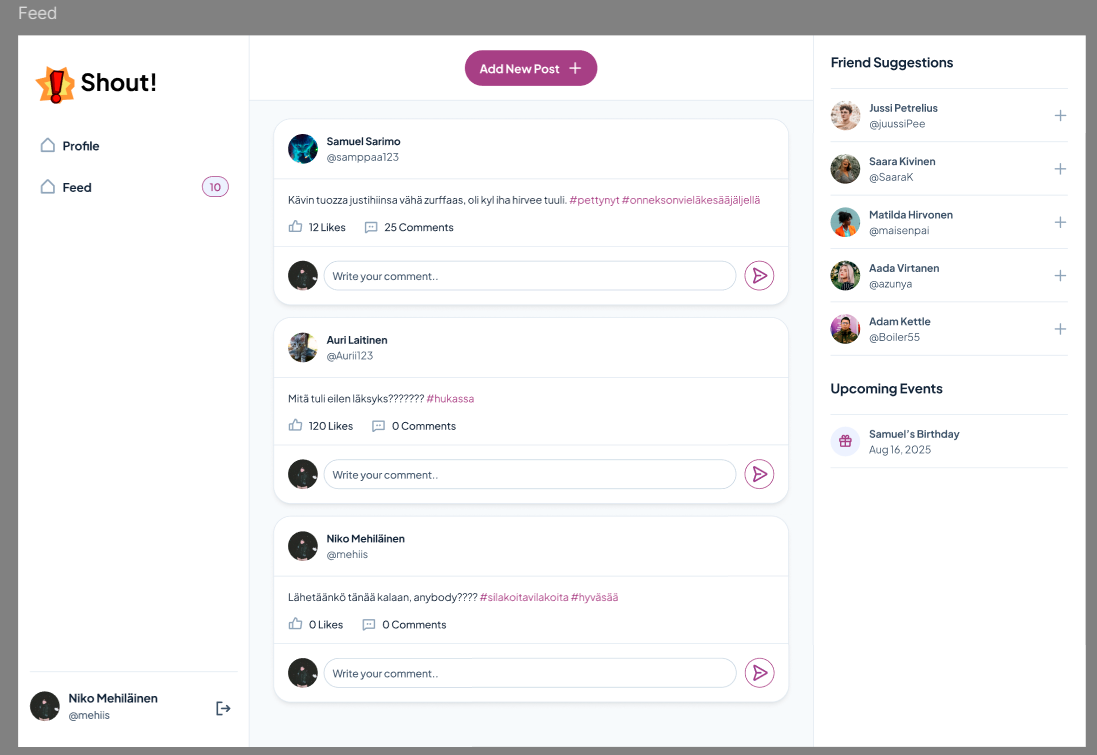 Feed
Shout!
Profile
Feed
10
Niko Mehiläinen
@mehiis
Add New Post
Samuel Sarimo
@samppaa123
Kävin tuozza justihiinsa vähä zurffaas, oli kyl iha hirvee tuuli. #pettynyt #onneksonvieläkesääjäljellä
12 Likes 25 Comments
Write your comment..
Auri Laitinen
@Aurii123
Mitä tuli eilen läksyks??????? #hukassa
120 Likes 0 Comments
Write your comment..
Niko Mehiläinen
@mehiis
Lähetäänkö tänää kalaan, anybody???? #silakoitavilakoita #hyväsää
0 Likes 0 Comments
Write your comment..
Friend Suggestions
Jussi Petrelius
@juussiPee
Saara Kivinen
@SaaraK
Matilda Hirvonen
@maisenpai
Aada Virtanen
@azunya
Adam Kettle
@Boiler55
Upcoming Events
Samuel's Birthday
Aug 16, 2025